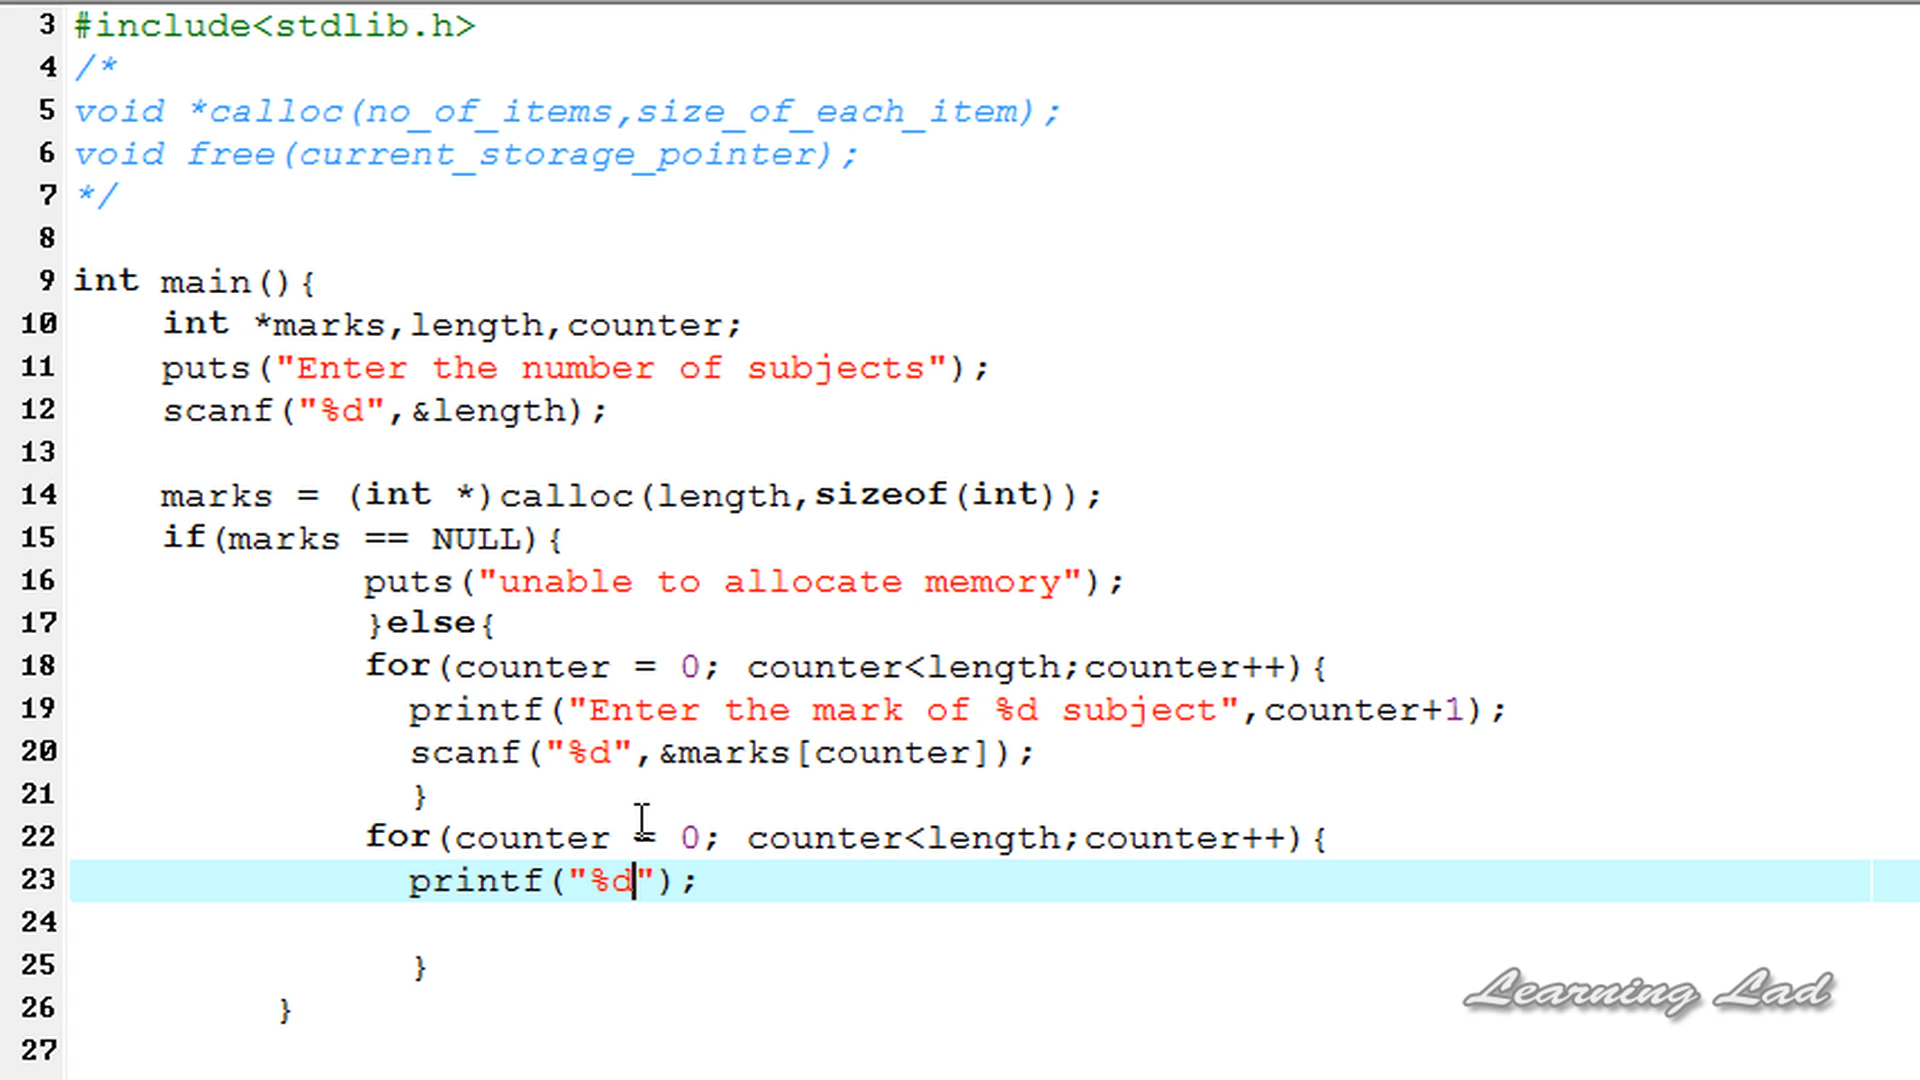 3 #include<stdlib.h>
4 /*
5 void *calloc(no_of_items,size_of_each_item);
6 void free(current_storage_pointer);
7 */
8
9 int main(){
10 int *marks,length,counter;
11 puts("Enter the number of subjects");
12 scanf("%d",&length);
13
14 marks = (int *)calloc(length,sizeof(int));
15 if(marks == NULL){
16 puts("unable to allocate memory");
17 }else{
18 for(counter = 0; counter<length;counter++){
19 printf("Enter the mark of %d subject",counter+1);
20 scanf("%d",&marks[counter]);
21 }
22 for(counter = 0; counter<length;counter++){
23 printf("%d");
24
25 }
26 }
27
Learning Lad